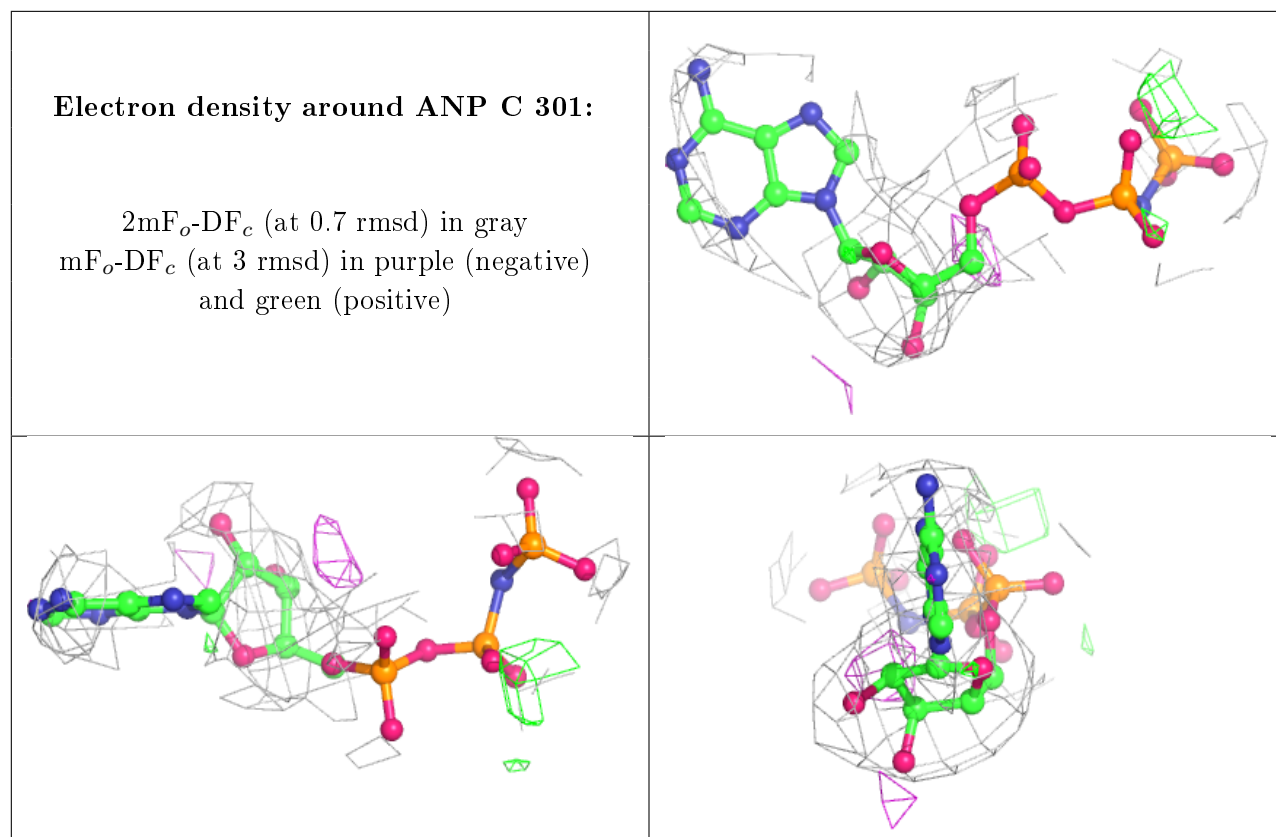 Electron density around ANP C 301:
2mFₒ-DF𝒸 (at 0.7 rmsd) in gray
mFₒ-DF𝒸 (at 3 rmsd) in purple (negative)
and green (positive)